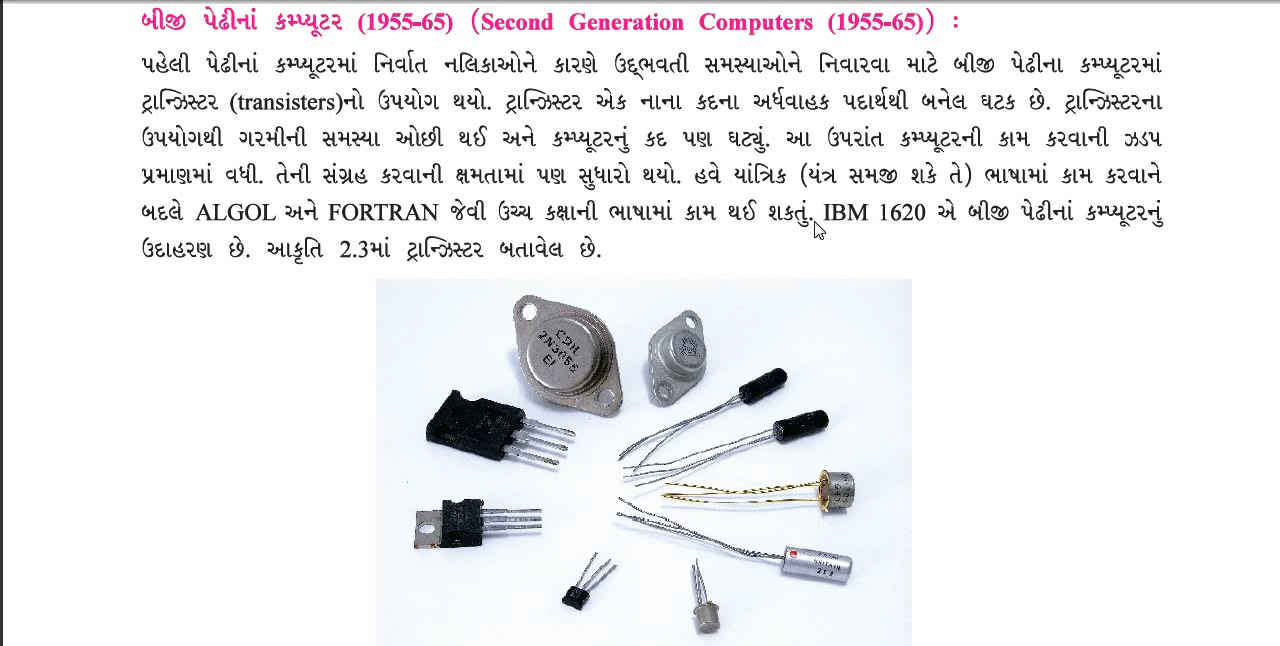 બીજી પેઢીનાં કમ્પ્યૂટર (1955-65) (Second Generation Computers (1955-65)) :
પહેલી પેઢીનાં કમ્પ્યૂટરમાં નિર્વાત નલિકાઓને કારણે ઉદ્ભવતી સમસ્યાઓને નિવારવા માટે બીજી પેઢીના કમ્પ્યૂટરમાં
ટ્રાન્ઝિસ્ટર (transisters)નો ઉપયોગ થયો. ટ્રાન્ઝિસ્ટર એક નાના કદના અર્ધવાહક પદાર્થથી બનેલ ઘટક છે. ટ્રાન્ઝિસ્ટરના
ઉપયોગથી ગરમીની સમસ્યા ઓછી થઈ અને કમ્પ્યૂટરનું કદ પણ ઘટ્યું. આ ઉપરાંત કમ્પ્યૂટરની કામ કરવાની ઝડપ
પ્રમાણમાં વધી. તેની સંગ્રહ કરવાની ક્ષમતામાં પણ સુધારો થયો. હવે યાંત્રિક (યંત્ર સમજી શકે તે) ભાષામાં કામ કરવાને
બદલે ALGOL અને FORTRAN જેવી ઉચ્ચ કક્ષાની ભાષામાં કામ થઈ શકતું. IBM 1620 એ બીજી પેઢીનાં કમ્પ્યૂટરનું
ઉદાહરણ છે. આકૃતિ 2.3માં ટ્રાન્ઝિસ્ટર બતાવેલ છે.
CDIL
2N3055
E1